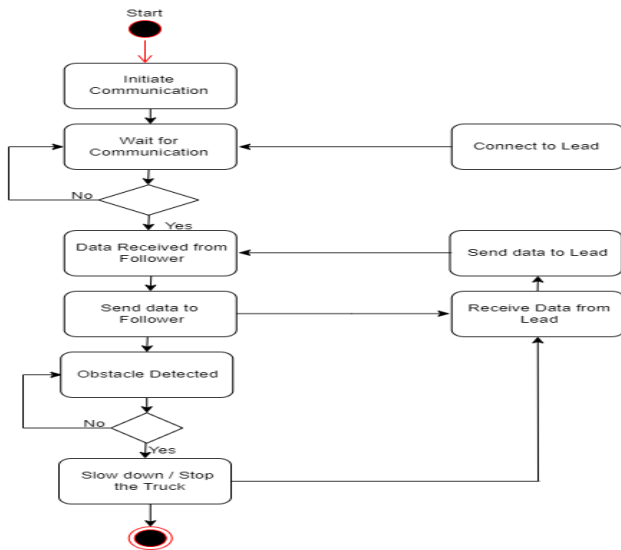 Start
Initiate
Communication
Wait for
Communication
Connect to Lead
No
Yes
Data Received from
Follower
Send data to Lead
Send data to
Follower
Receive Data from
Lead
Obstacle Detected
No
Yes
Slow down / Stop
the Truck